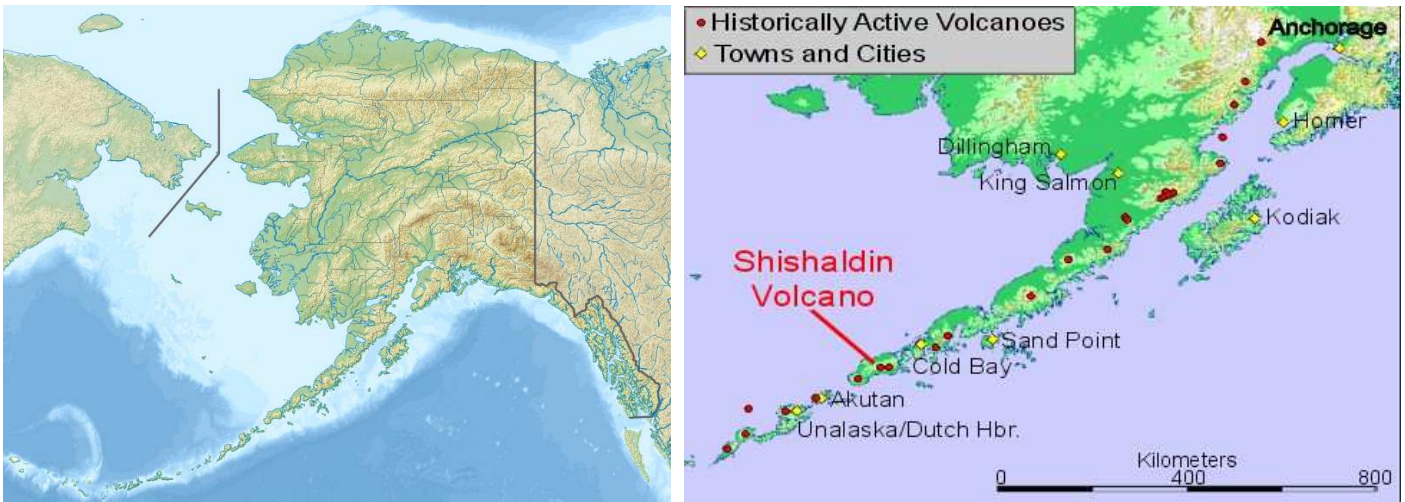 Historically Active Volcanoes
Anchorage
Towns and Cities
Homer
Dillingham
King Salmon
Kodiak
Shishaldin
Volcano
Sand Point
Cold Bay
Akutan
Unalaska/Dutch Hbr.
Kilometers
0 400 800